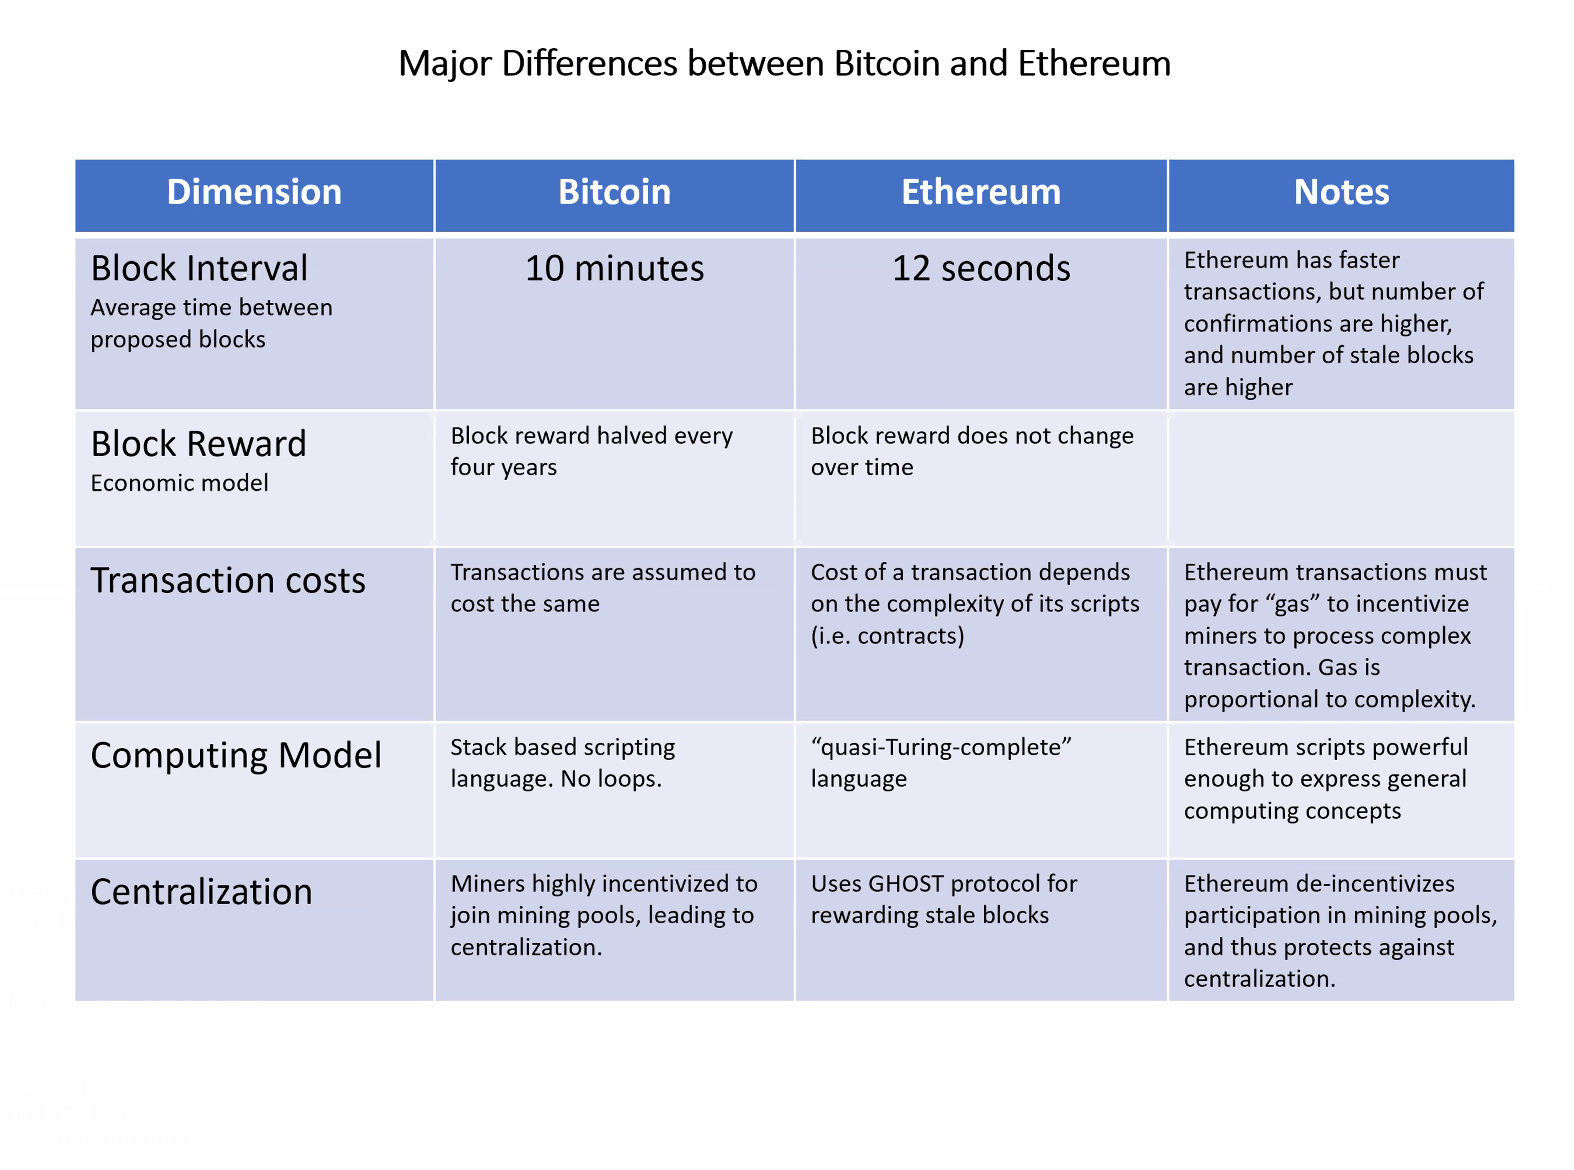 Major Differences between Bitcoin and Ethereum
Dimension
Bitcoin
Ethereum
Notes
Block Interval
Average time between
proposed blocks
10 minutes
12 seconds
Ethereum has faster
transactions, but number of
confirmations are higher,
and number of stale blocks
are higher
Block Reward
Economic model
Block reward halved every
four years
Block reward does not change
over time
Transaction costs
Transactions are assumed to
cost the same
Cost of a transaction depends
on the complexity of its scripts
(i.e. contracts)
Ethereum transactions must
pay for “gas” to incentivize
miners to process complex
transaction. Gas is
proportional to complexity.
Computing Model
Stack based scripting
language. No loops.
“quasi-Turing-complete”
language
Ethereum scripts powerful
enough to express general
computing concepts
Centralization
Miners highly incentivized to
join mining pools, leading to
centralization.
Uses GHOST protocol for
rewarding stale blocks
Ethereum de-incentivizes
participation in mining pools,
and thus protects against
centralization.